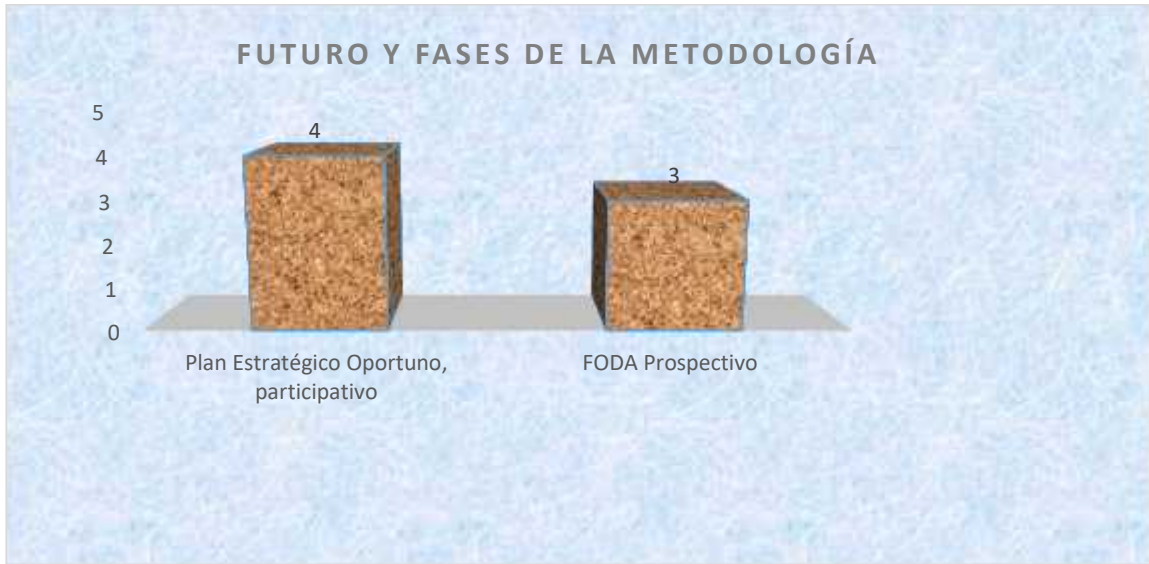 FUTURO Y FASES DE LA METODOLOGÍA
5
4
3
2
1
0
4
3
Plan Estratégico Oportuno,
participativo
FODA Prospectivo